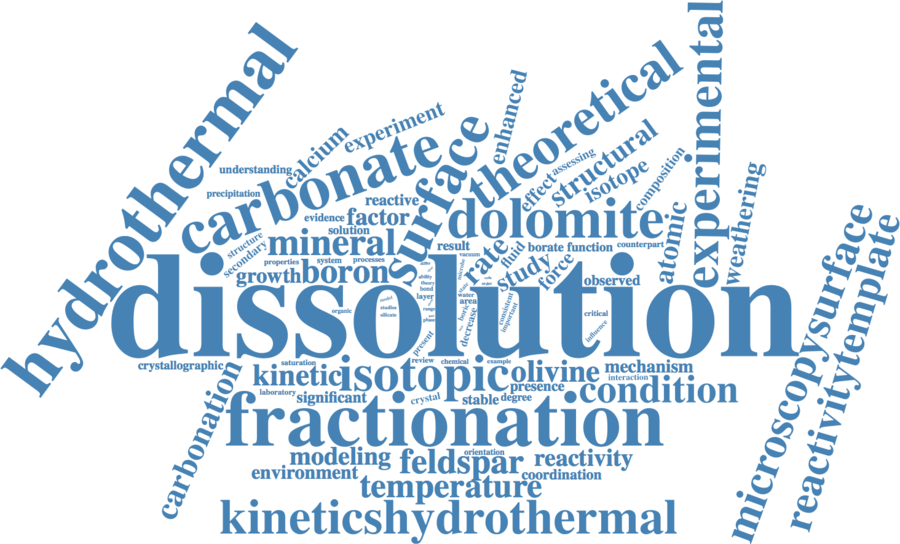 hydrothermal
experimental
theoretical
enhanced
experiment
calcium
carbonate
surface
understanding
precipitation
reactive
evidence
factor
solution
structure
secondary
mineral
properties
system
processes
growth
boron
effect
assessing
structural
isotope
composition
dolomite
atomic
weathering
result
vacuum
rate
fluid
borate
function
counterpart
study
force
observed
dissolution
ability
theory
bond
layer
water
area
boric
decrease
consistent
important
present
organic
model
studies
silicate
range
phase
critical
influence
microscopysurface
reactivitytemplate
crystallographic
saturation
review
chemical
example
kinetic
isotopic
olivine
mechanism
interaction
laboratory
significant
crystal
stable
degree
presence
condition
carbonation
fractionation
modeling
orientation
feldspar
reactivity
environment
coordination
temperature
kineticshydrothermal